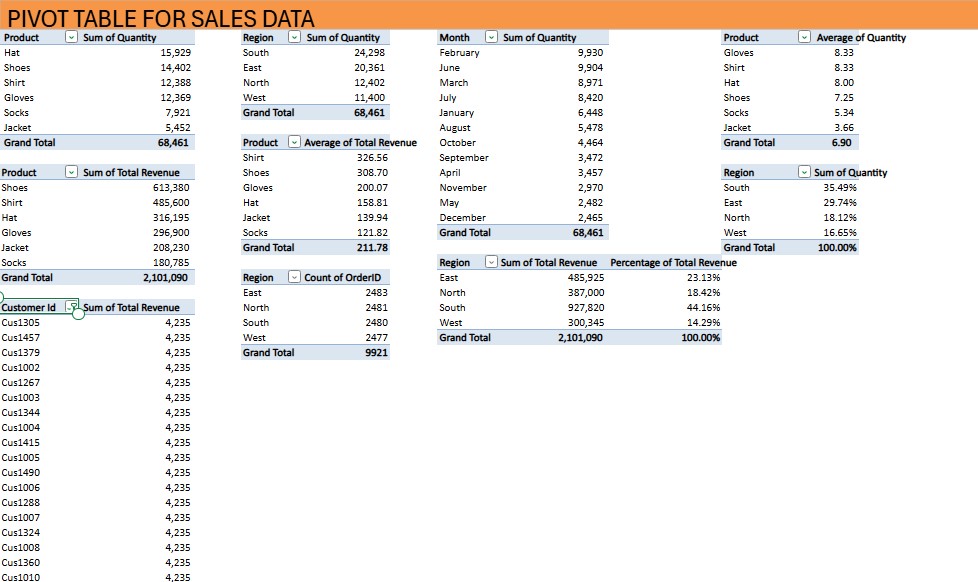 PIVOT TABLE FOR SALES DATA
Product Sum of Quantity
Hat 15,929
Shoes 14,402
Shirt 12,388
Gloves 12,369
Socks 7,921
Jacket 5,452
Grand Total 68,461
Product Sum of Total Revenue
Shoes 613,380
Shirt 485,600
Hat 316,195
Gloves 296,900
Jacket 208,230
Socks 180,785
Grand Total 2,101,090
Customer Id Sum of Total Revenue
Cus1305 4,235
Cus1457 4,235
Cus1379 4,235
Cus1002 4,235
Cus1267 4,235
Cus1003 4,235
Cus1344 4,235
Cus1004 4,235
Cus1415 4,235
Cus1005 4,235
Cus1490 4,235
Cus1006 4,235
Cus1288 4,235
Cus1007 4,235
Cus1324 4,235
Cus1008 4,235
Cus1360 4,235
Cus1010 4,235
Region Sum of Quantity
South 24,298
East 20,361
North 12,402
West 11,400
Grand Total 68,461
Product Average of Total Revenue
Shirt 326.56
Shoes 308.70
Gloves 200.07
Hat 158.81
Jacket 139.94
Socks 121.82
Grand Total 211.78
Region Count of OrderID
East 2483
North 2481
South 2480
West 2477
Grand Total 9921
Month Sum of Quantity
February 9,930
June 9,904
March 8,971
July 8,420
January 6,448
August 5,478
October 4,464
September 3,472
April 3,457
November 2,970
May 2,482
December 2,465
Grand Total 68,461
Region Sum of Total Revenue Percentage of Total Revenue
East 485,925 23.13%
North 387,000 18.42%
South 927,820 44.16%
West 300,345 14.29%
Grand Total 2,101,090 100.00%
Product Average of Quantity
Gloves 8.33
Shirt 8.33
Hat 8.00
Shoes 7.25
Socks 5.34
Jacket 3.66
Grand Total 6.90
Region Sum of Quantity
South 35.49%
East 29.74%
North 18.12%
West 16.65%
Grand Total 100.00%